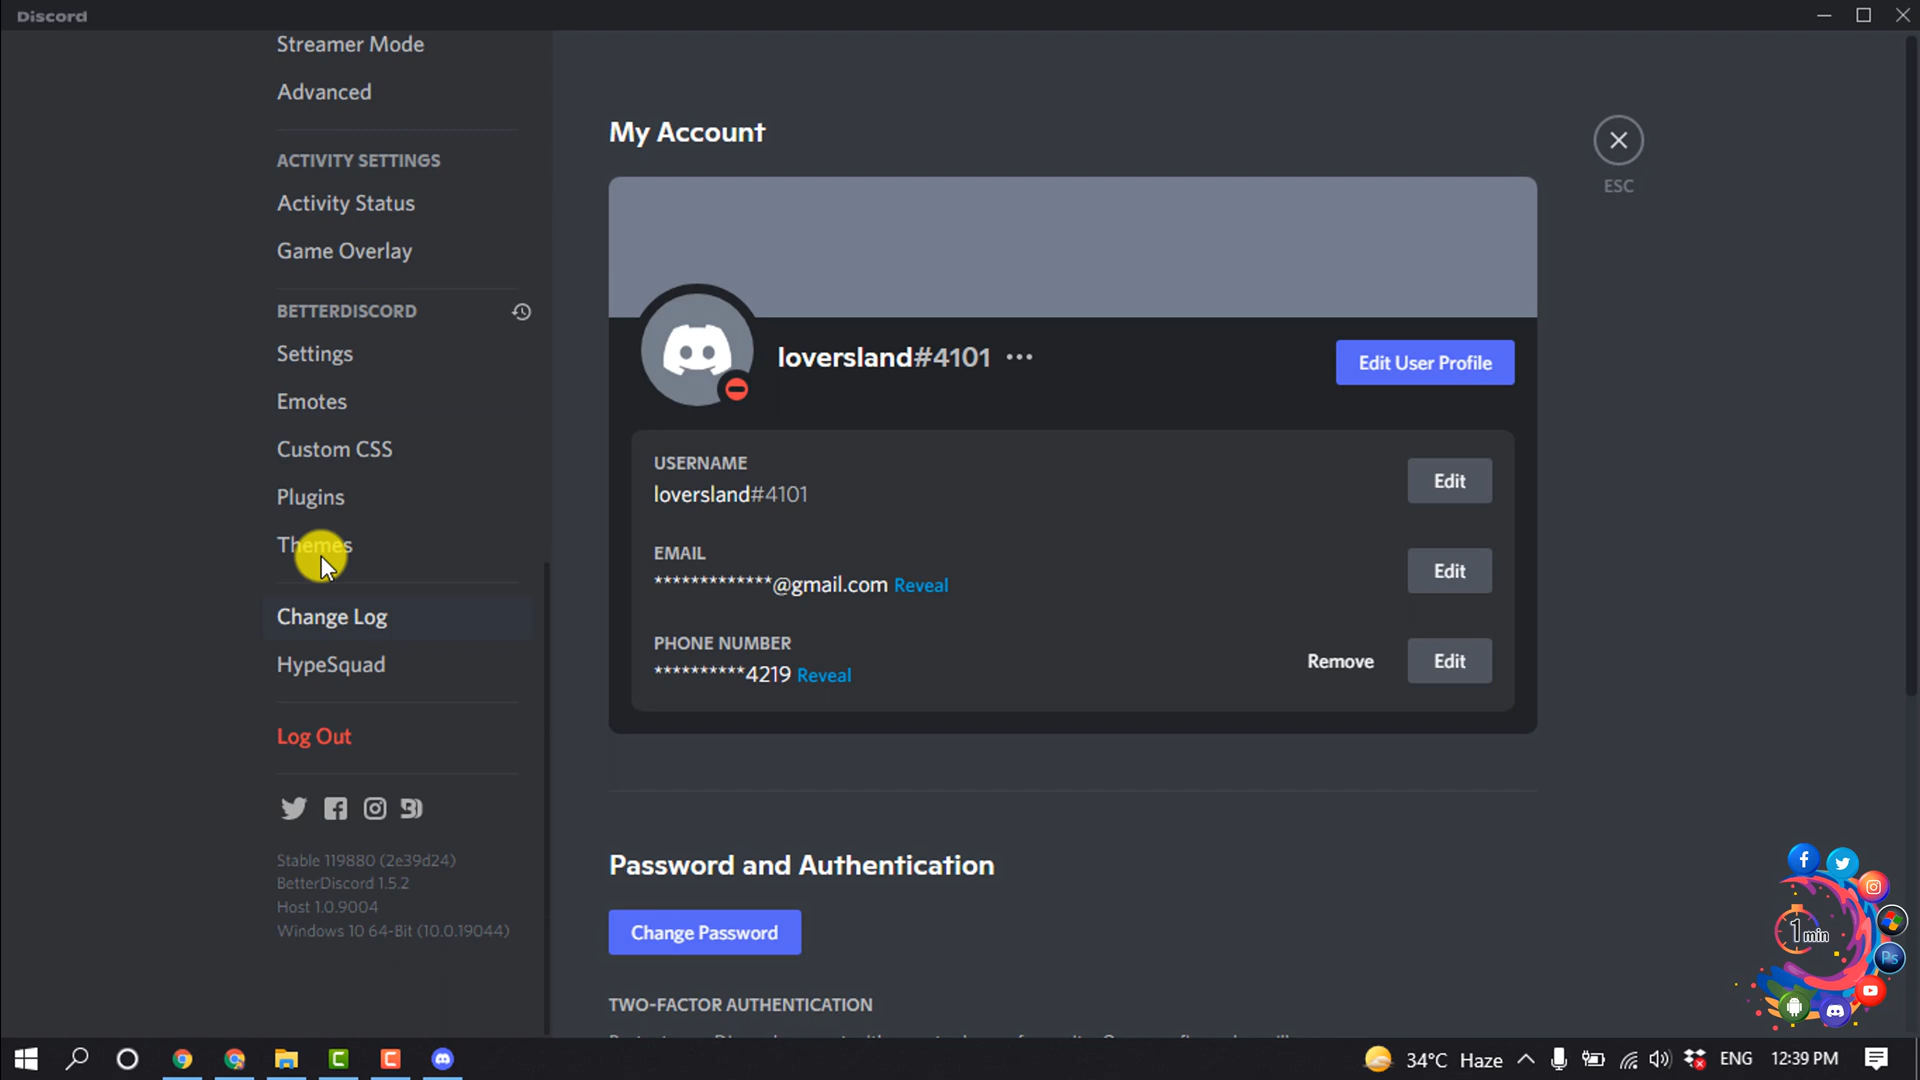 Discord
Streamer Mode
Advanced
ACTIVITY SETTINGS
Activity Status
Game Overlay
BETTERDISCORD
Settings
Emotes
Custom CSS
Plugins
Themes
Change Log
HypeSquad
Log Out
Stable 119880 (2e39d24)
BetterDiscord 1.5.2
Host 1.0.9004
Windows 10 64-Bit (10.0.19044)
My Account
ESC
loversland#4101
Edit User Profile
USERNAME
loversland#4101
Edit
EMAIL
*************@gmail.com Reveal
Edit
PHONE NUMBER
**********4219 Reveal
Remove
Edit
Password and Authentication
Change Password
TWO-FACTOR AUTHENTICATION
1 min
Ps
34°C Haze
ENG
12:39 PM